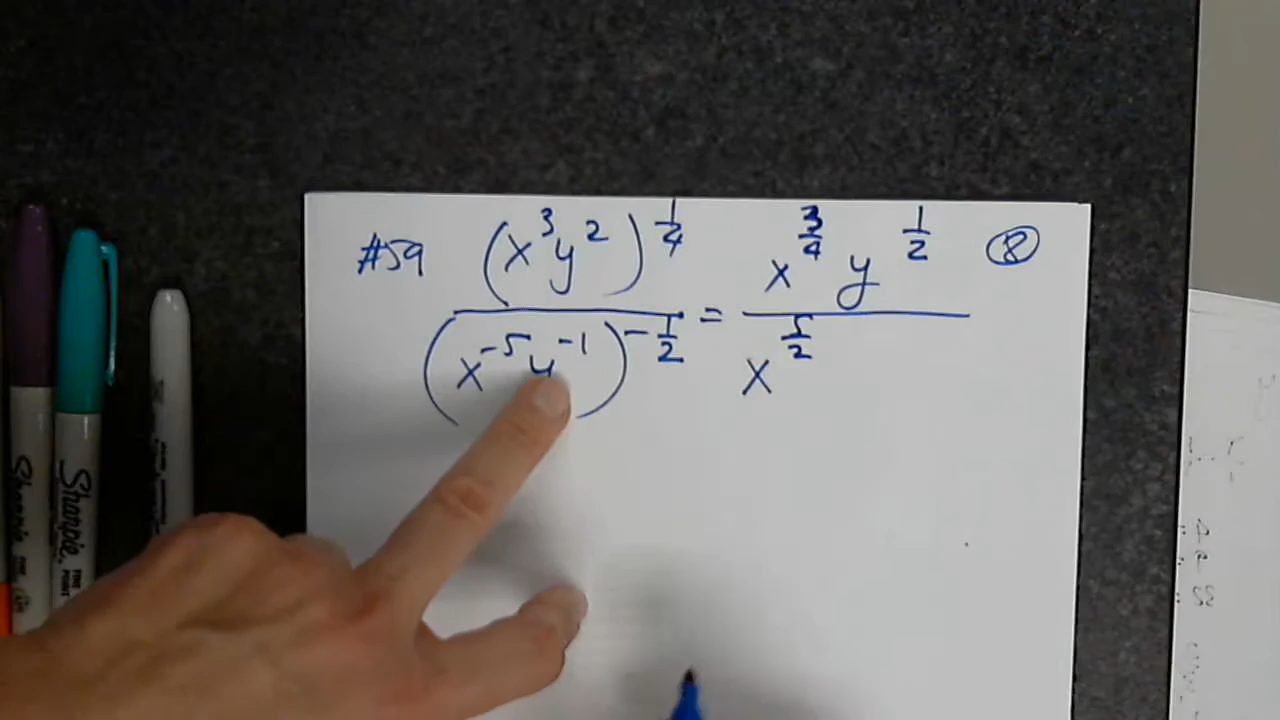 #59 (x^3 y^2)^{1/4} / (x^{-5} y^{-1})^{-1/2} = x^{3/4} y^{1/2} / x^{5/2} ⑧
Sharpie
Sharpie